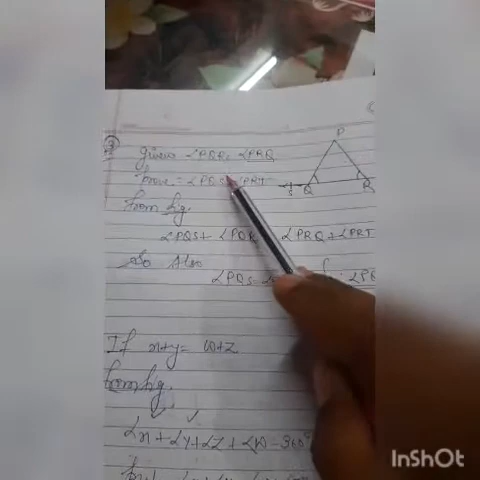 3
Given ∠PQR = ∠PRQ
Prove = ∠PQS = ∠PRT
P
S Q R
from fig.
∠PQS + ∠PQR ∠PRQ + ∠PRT
So Also
∠PQS =
If x+y = w+z
from fig.
∠x + ∠y + ∠z + ∠w = 360°
InShOt